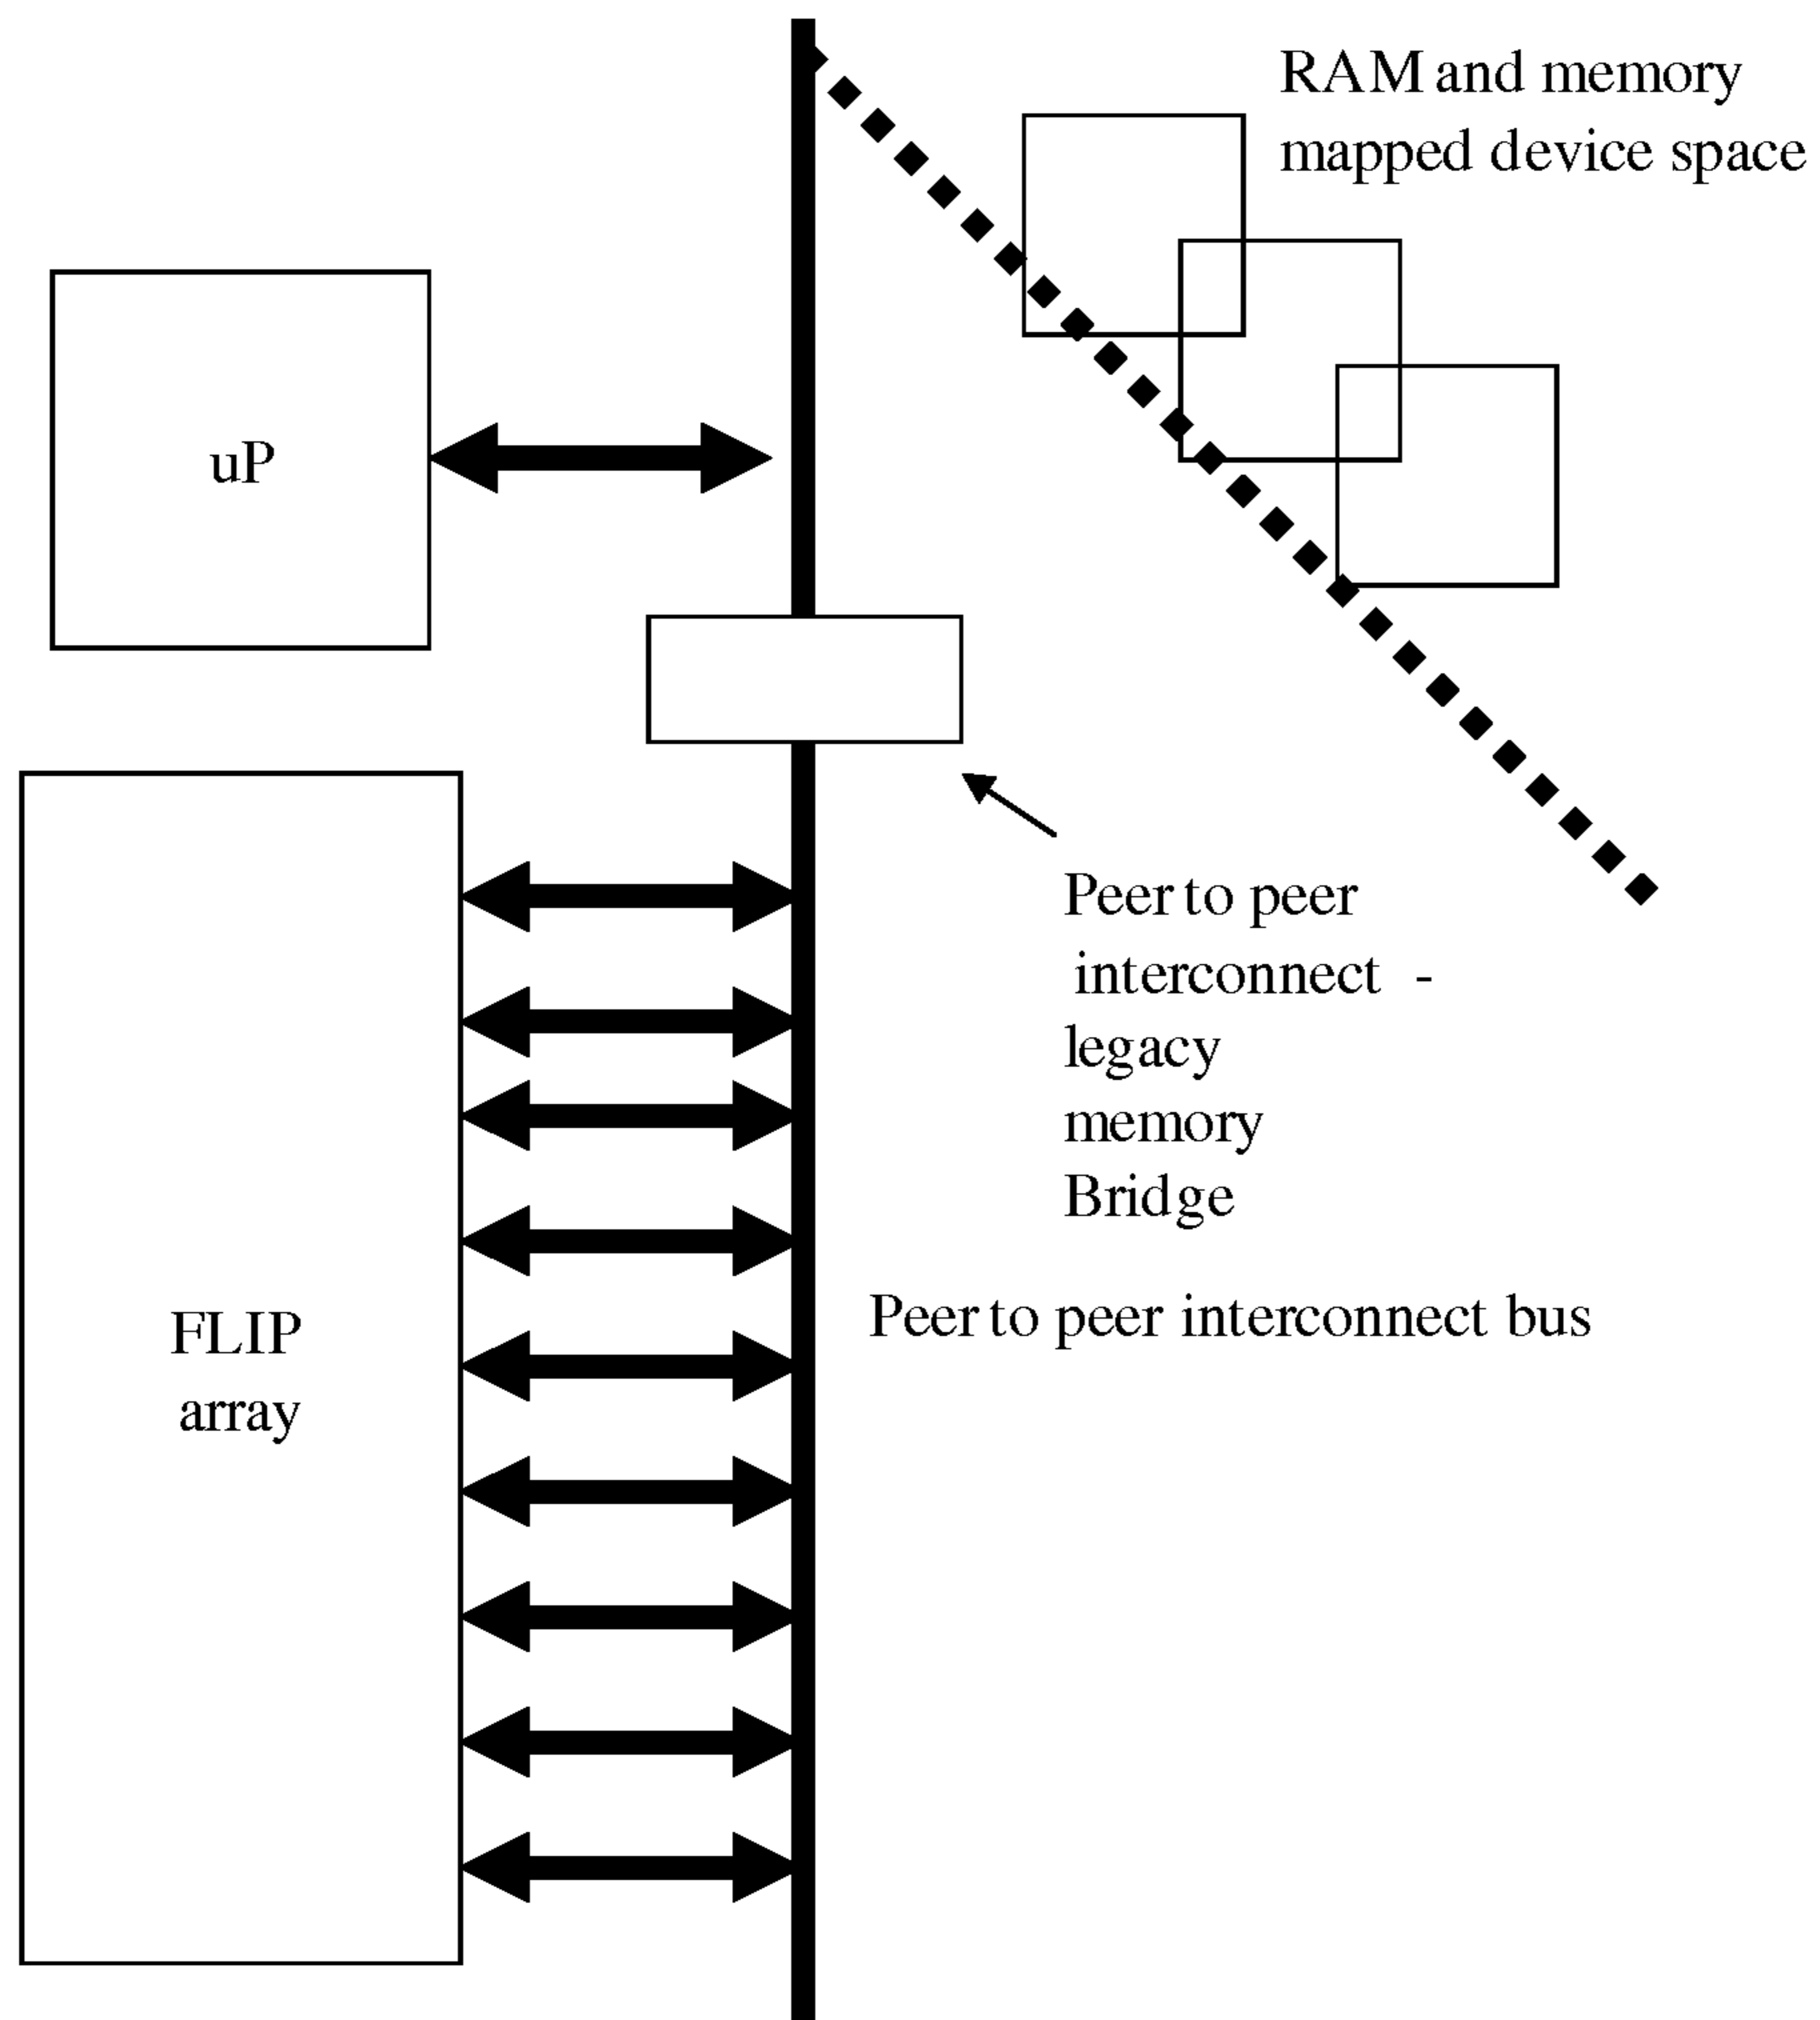 RAM and memory
mapped device space
uP
Peer to peer
interconnect -
legacy
memory
Bridge
Peer to peer interconnect bus
FLIP
array